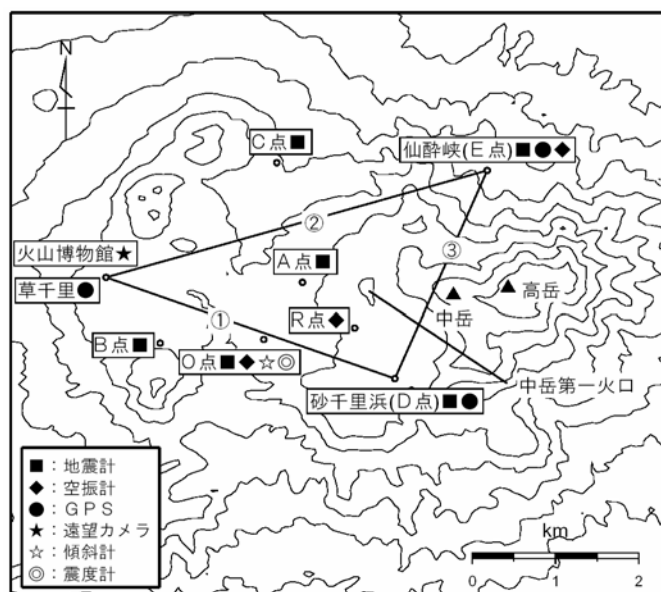 N
C点■
仙酔峡(E点)■●◆
②
火山博物館★
③
草千里●
A点■
高岳
中岳
①
R点◆
B点■
O点■◆☆◎
中岳第一火口
砂千里浜(D点)■●
■：地震計
◆：空振計
●：GPS
★：遠望カメラ
☆：傾斜計
◎：震度計
km
0 1 2